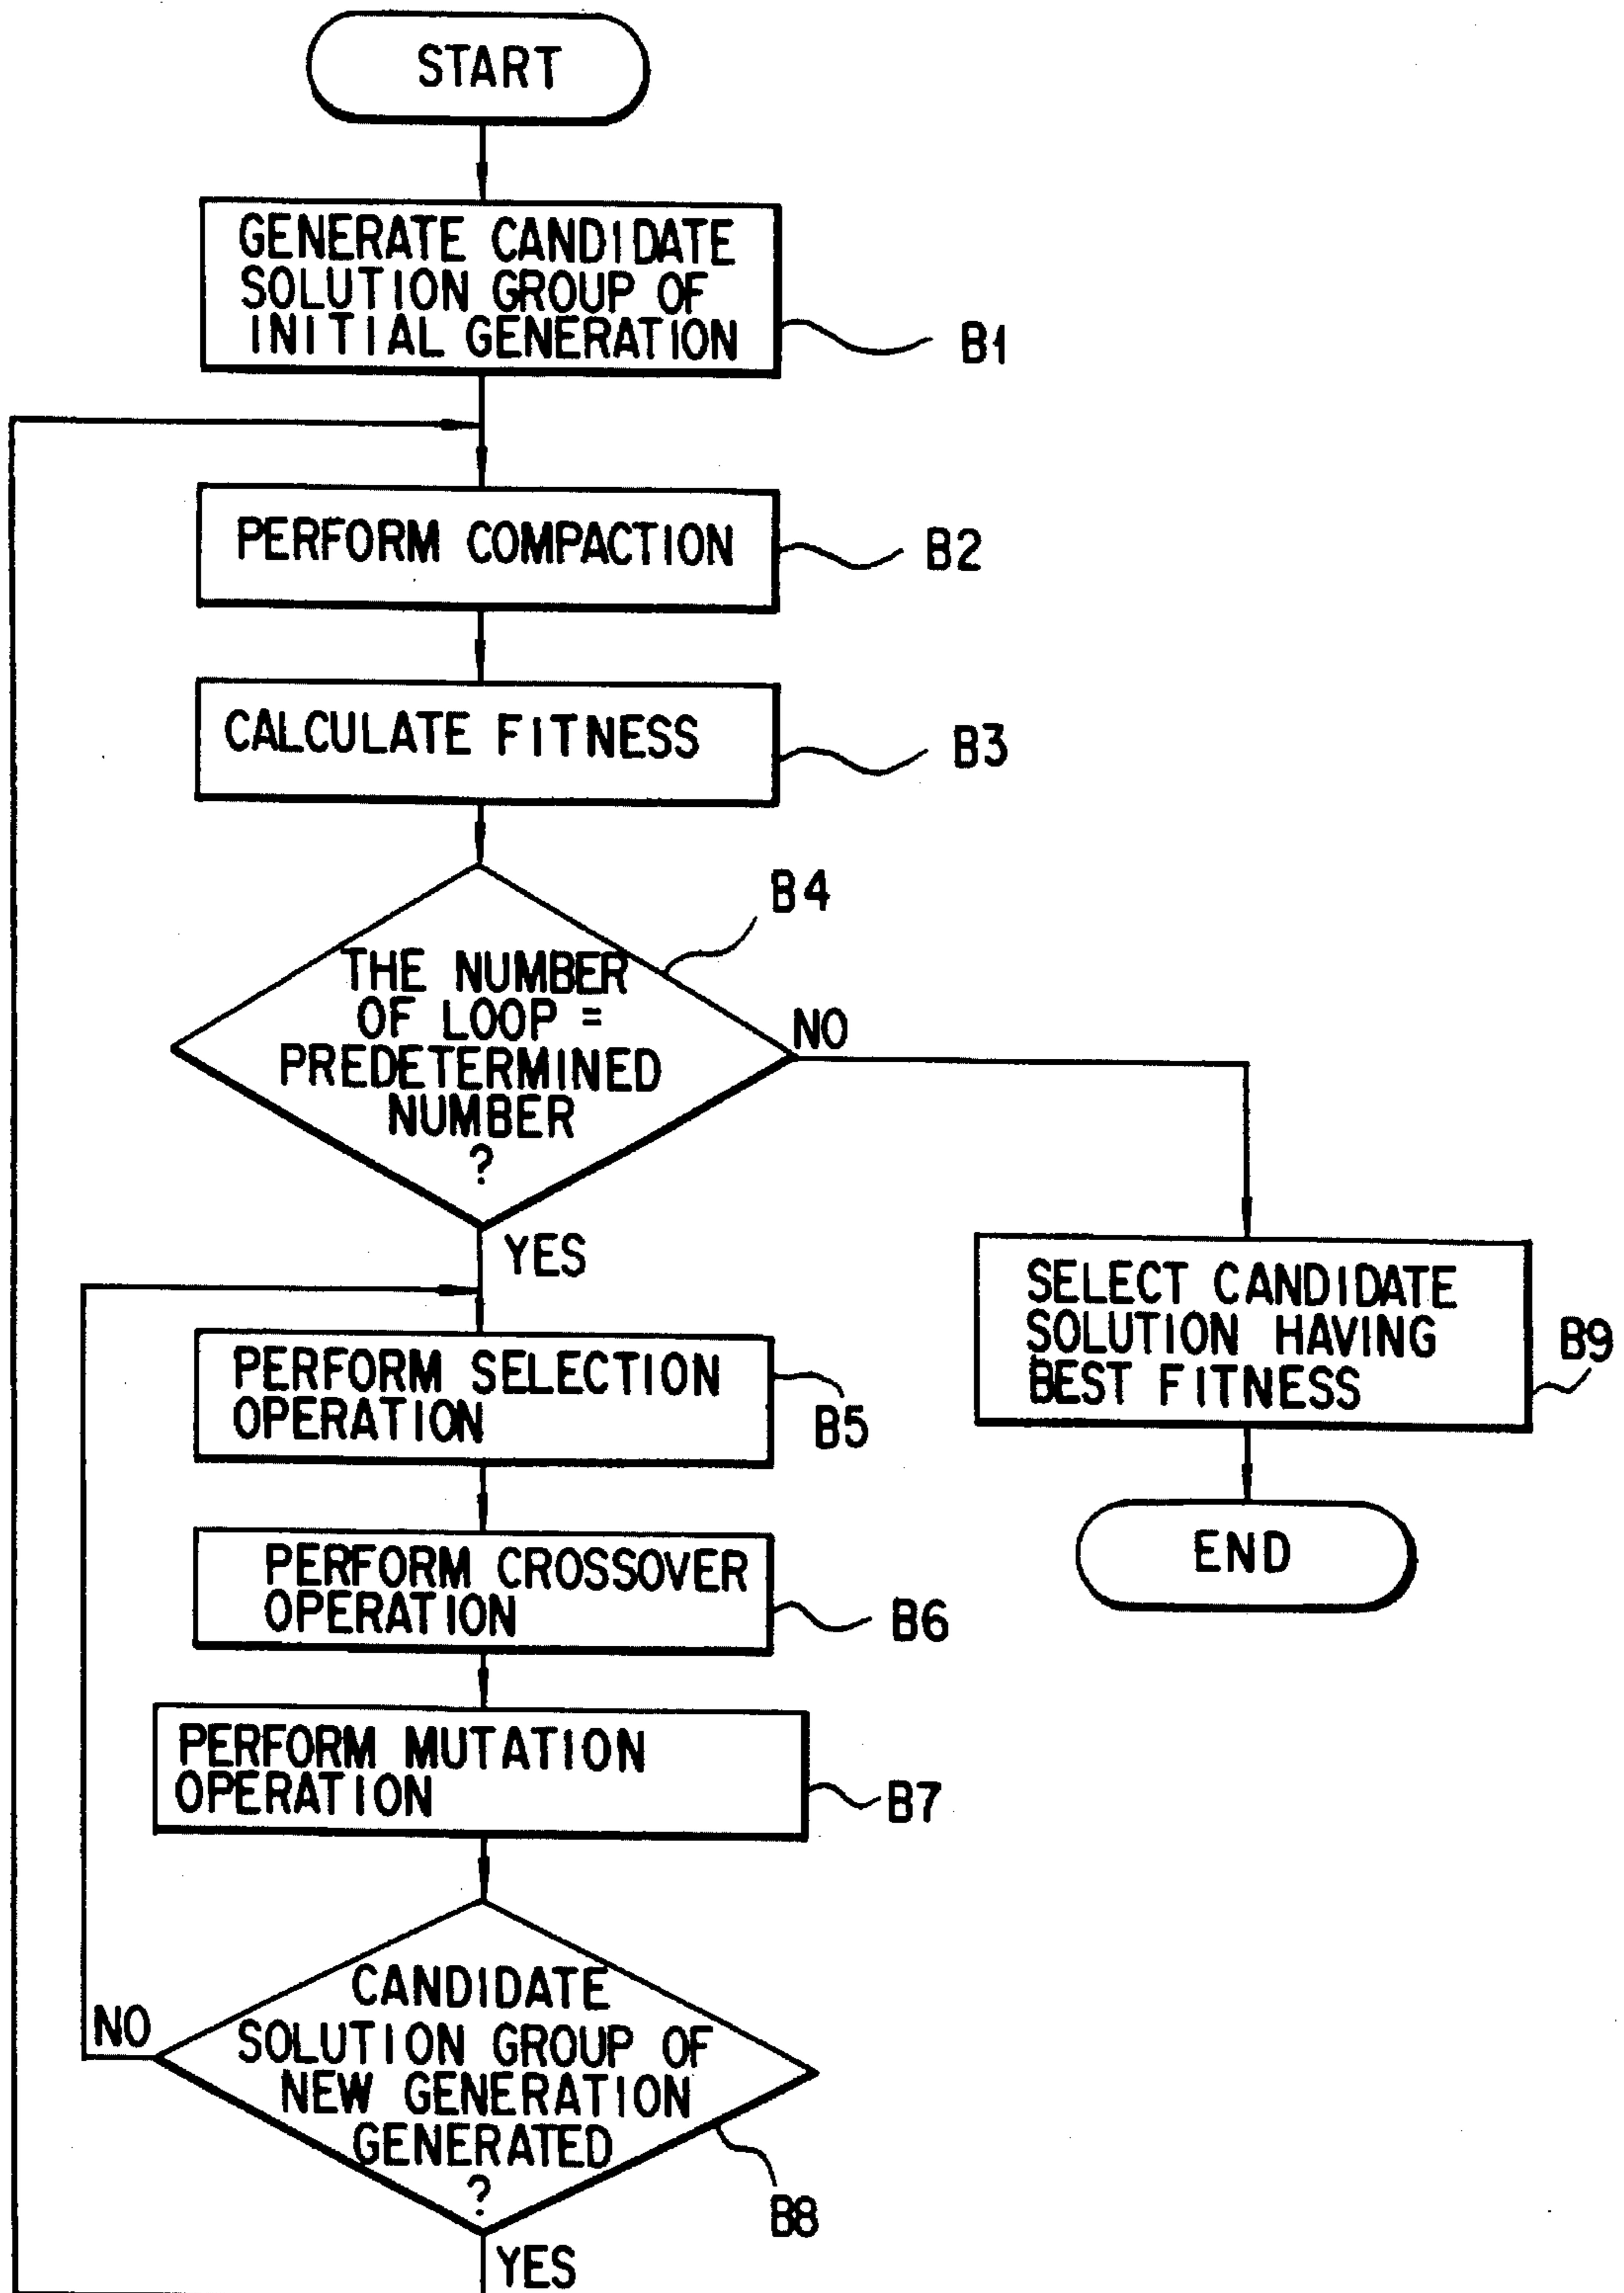 START
GENERATE CANDIDATE
SOLUTION GROUP OF
INITIAL GENERATION
B1
PERFORM COMPACTION
B2
CALCULATE FITNESS
B3
B4
THE NUMBER
OF LOOP =
PREDETERMINED
NUMBER
?
NO
YES
SELECT CANDIDATE
SOLUTION HAVING
BEST FITNESS
B9
END
PERFORM SELECTION
OPERATION
B5
PERFORM CROSSOVER
OPERATION
B6
PERFORM MUTATION
OPERATION
B7
CANDIDATE
SOLUTION GROUP OF
NEW GENERATION
GENERATED
?
NO
B8
YES